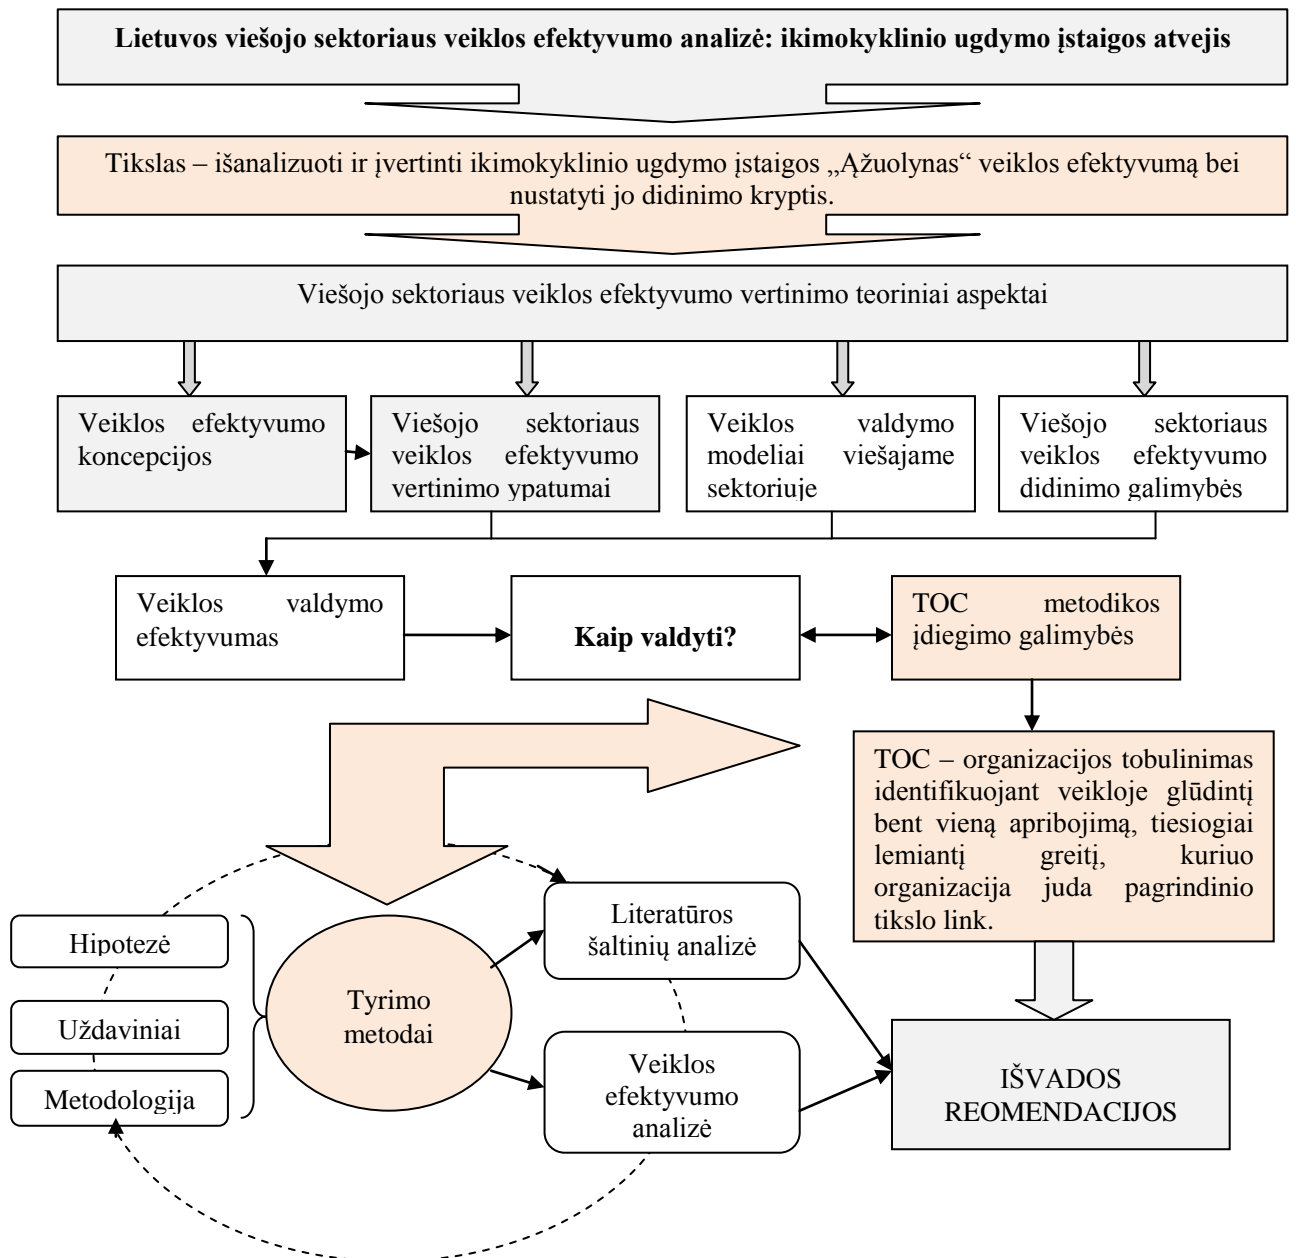 Lietuvos viešojo sektoriaus veiklos efektyvumo analizė: ikimokyklinio ugdymo įstaigos atvejis
Tikslas – išanalizuoti ir įvertinti ikimokyklinio ugdymo įstaigos „Ąžuolynas“ veiklos efektyvumą bei
nustatyti jo didinimo kryptis.
Viešojo sektoriaus veiklos efektyvumo vertinimo teoriniai aspektai
Veiklos efektyvumo
koncepcijos
Viešojo sektoriaus
veiklos efektyvumo
vertinimo ypatumai
Veiklos valdymo
modeliai viešajame
sektoriuje
Viešojo sektoriaus
veiklos efektyvumo
didinimo galimybės
Veiklos valdymo
efektyvumas
Kaip valdyti?
TOC metodikos
įdiegimo galimybės
TOC – organizacijos tobulinimas
identifikuojant veikloje glūdintį
bent vieną apribojimą, tiesiogiai
lemiantį greitį, kuriuo
organizacija juda pagrindinio
tikslo link.
Hipotezė
Uždaviniai
Metodologija
Tyrimo
metodai
Literatūros
šaltinių analizė
Veiklos
efektyvumo
analizė
IŠVADOS
REOMENDACIJOS